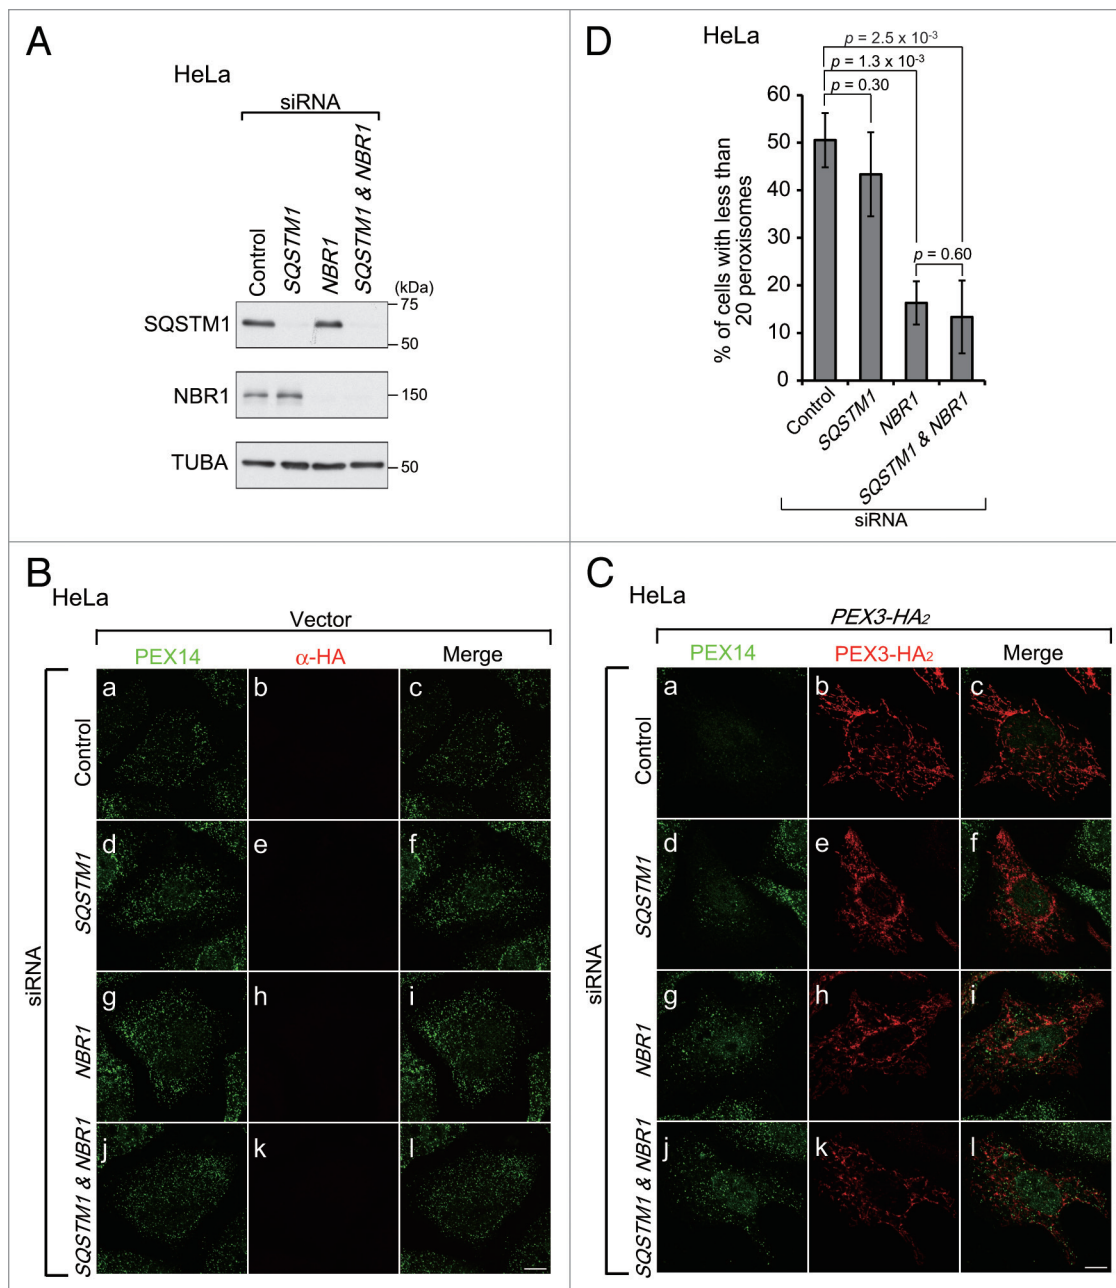 A
HeLa
siRNA
Control
SQSTM1
NBR1
SQSTM1 & NBR1
(kDa)
SQSTM1
75
50
NBR1
150
TUBA
50
D
HeLa
p = 2.5 x 10-3
p = 1.3 x 10-3
p = 0.30
p = 0.60
% of cells with less than
20 peroxisomes
60
50
40
30
20
10
0
Control
SQSTM1
NBR1
SQSTM1 & NBR1
siRNA
B
HeLa
Vector
PEX14
α-HA
Merge
siRNA
Control
a
b
c
SQSTM1
d
e
f
NBR1
g
h
i
SQSTM1 & NBR1
j
k
l
C
HeLa
PEX3-HA2
PEX14
PEX3-HA2
Merge
siRNA
Control
a
b
c
SQSTM1
d
e
f
NBR1
g
h
i
SQSTM1 & NBR1
j
k
l